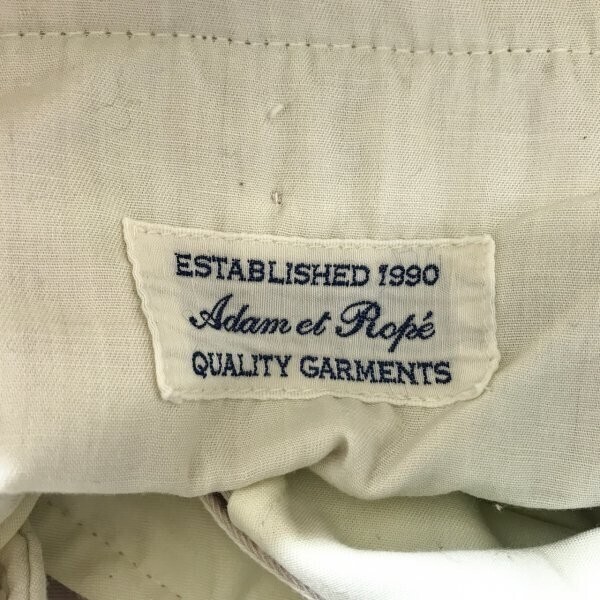 ESTABLISHED 1990
Adam et Ropé
QUALITY GARMENTS